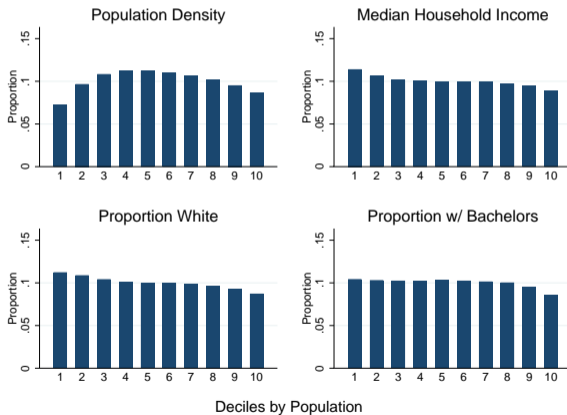 Population Density
Proportion
.15
.1
.05
0
1 2 3 4 5 6 7 8 9 10
Median Household Income
Proportion
.15
.1
.05
0
1 2 3 4 5 6 7 8 9 10
Proportion White
Proportion
.15
.1
.05
0
1 2 3 4 5 6 7 8 9 10
Proportion w/ Bachelors
Proportion
.15
.1
.05
0
1 2 3 4 5 6 7 8 9 10
Deciles by Population